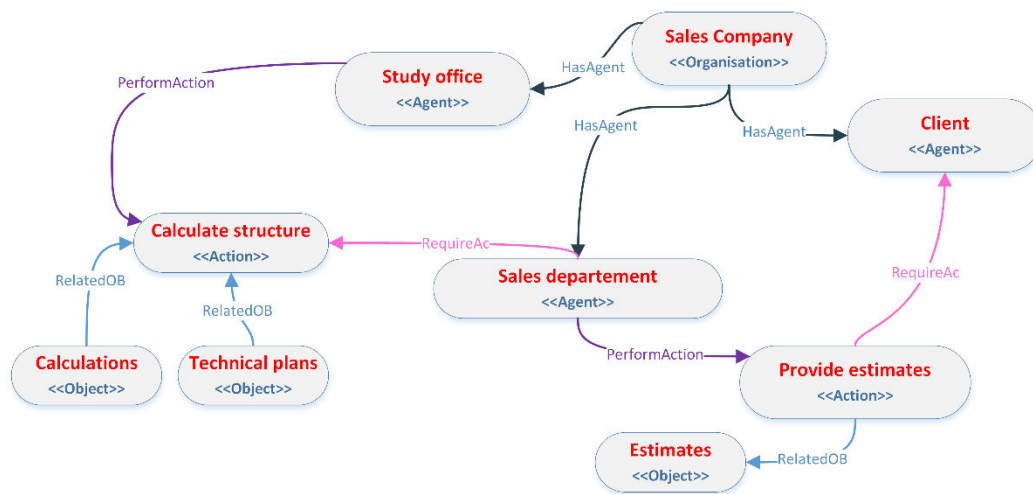 Sales Company
<<Organisation>>
HasAgent
Study office
<<Agent>>
PerformAction
HasAgent
HasAgent
Client
<<Agent>>
Calculate structure
<<Action>>
RequireAc
Sales departement
<<Agent>>
RequireAc
RelatedOB
RelatedOB
Calculations
<<Object>>
Technical plans
<<Object>>
PerformAction
Provide estimates
<<Action>>
Estimates
<<Object>>
RelatedOB